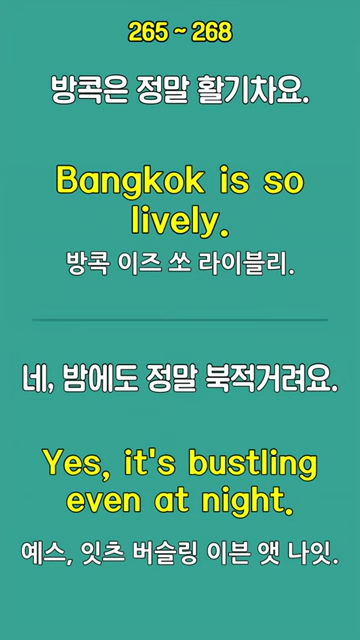 265 ~ 268
방콕은 정말 활기차요.
Bangkok is so
lively.
방콕 이즈 쏘 라이블리.
네, 밤에도 정말 북적거려요.
Yes, it's bustling
even at night.
예스, 잇츠 버슬링 이븐 앳 나잇.